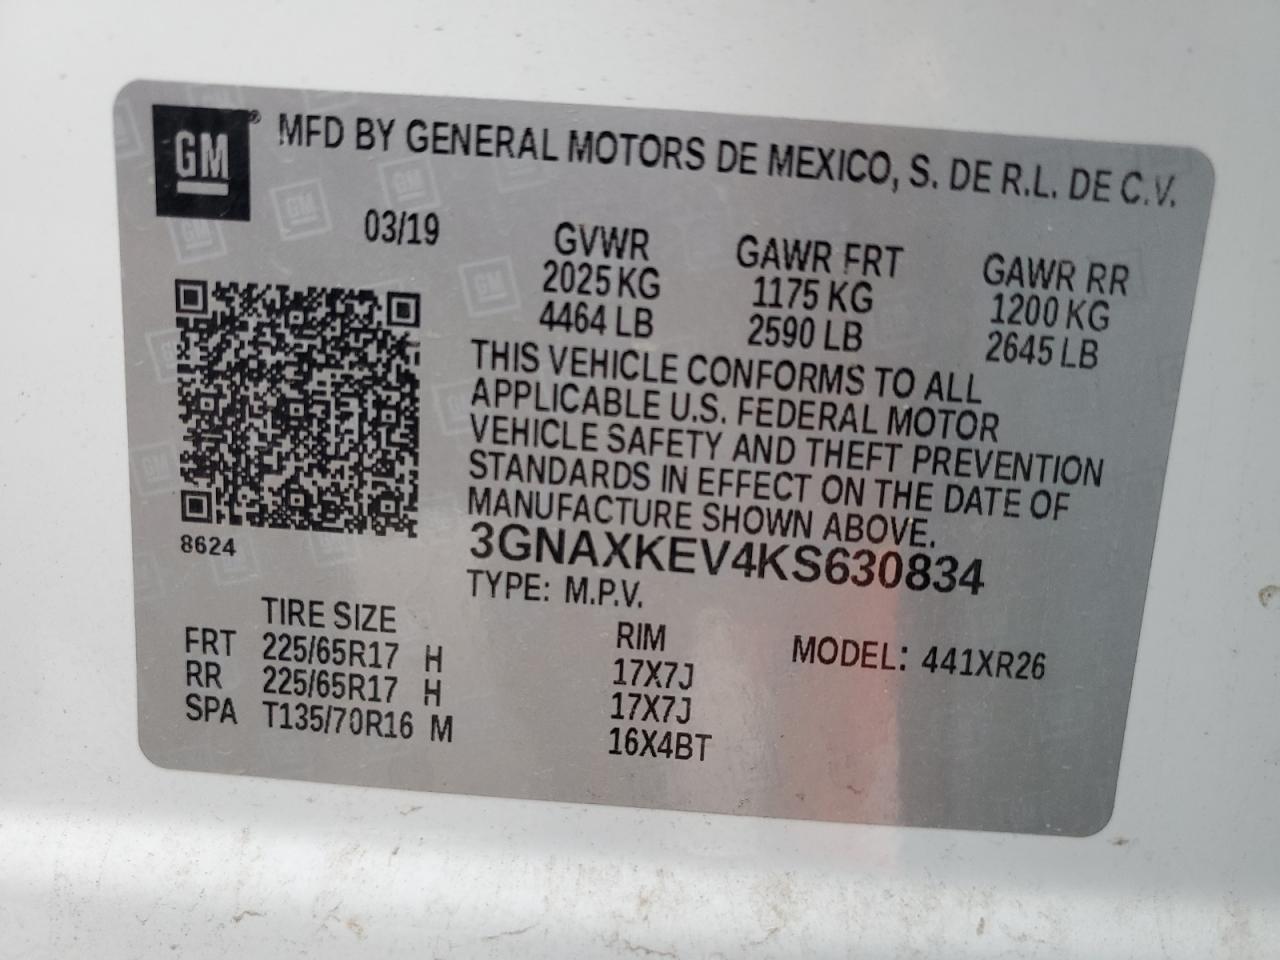 GM® MFD BY GENERAL MOTORS DE MEXICO, S. DE R.L. DE C.V.
03/19
GVWR GAWR FRT GAWR RR
2025 KG 1175 KG 1200 KG
4464 LB 2590 LB 2645 LB
THIS VEHICLE CONFORMS TO ALL
APPLICABLE U.S. FEDERAL MOTOR
VEHICLE SAFETY AND THEFT PREVENTION
STANDARDS IN EFFECT ON THE DATE OF
MANUFACTURE SHOWN ABOVE.
8624
3GNAXKEV4KS630834
TYPE: M.P.V.
TIRE SIZE RIM MODEL: 441XR26
FRT 225/65R17 H 17X7J
RR 225/65R17 H 17X7J
SPA T135/70R16 M 16X4BT